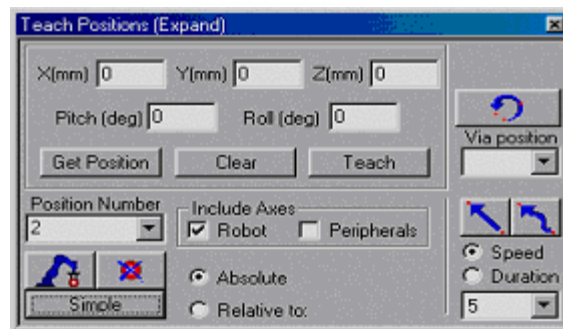 Teach Positions (Expand)
X(mm) 0 Y(mm) 0 Z(mm) 0
Pitch (deg) 0 Roll (deg) 0
Via position
Get Position Clear Teach
Position Number
2
Include Axes
Robot Peripherals
Speed
Duration
Absolute
Simple
Relative to:
5